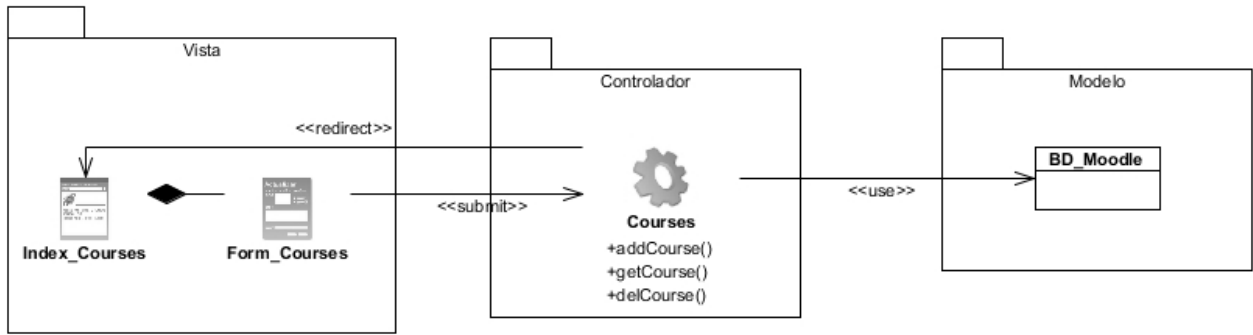 Vista
Controlador
Modelo
<<redirect>>
BD_Moodle
<<submit>>
<<use>>
Index_Courses
Form_Courses
Courses
+addCourse()
+getCourse()
+delCourse()